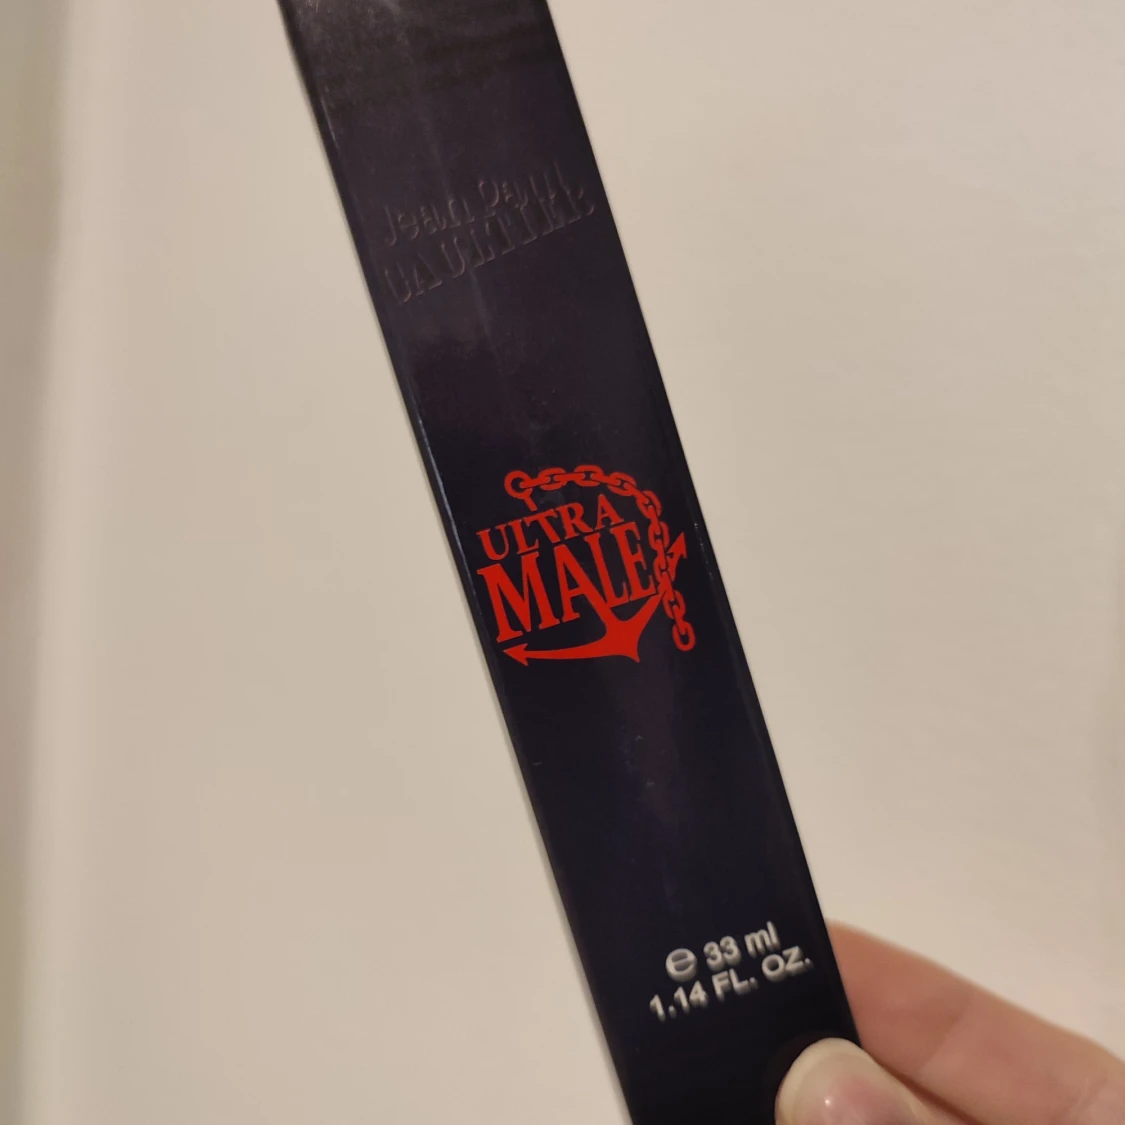 Jean Paul
GAULTIER
ULTRA
MALE
℮ 33 ml
1.14 FL. OZ.